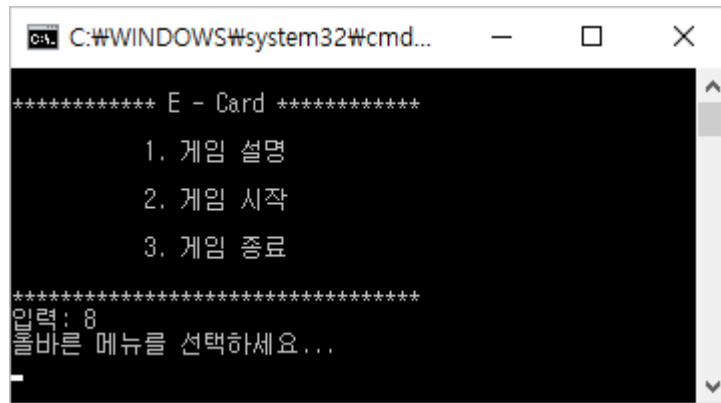 C:₩WINDOWS₩system32₩cmd...
************ E - Card ************
1. 게임 설명
2. 게임 시작
3. 게임 종료
**********************************
입력: 8
올바른 메뉴를 선택하세요...